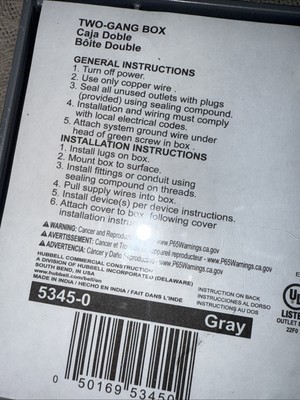 TWO-GANG BOX
Caja Doble
Boîte Double
GENERAL INSTRUCTIONS
1. Turn off power.
2. Use only copper wire .
3. Seal all unused outlets with plugs
(provided) using sealing compound.
4. Installation and wiring must comply
with local electrical codes.
5. Attach system ground wire under
head of green screw in box .
INSTALLATION INSTRUCTIONS
1. Install lugs on box.
2. Mount box to surface.
3. Install fittings or conduit using
sealing compound on threads.
4. Pull supply wires into box.
5. Install device(s) per device instructions.
6. Attach cover to box following cover
installation
WARNING: Cancer and www.P65Warnings.ca.gov
AVERTISSEMENT: Cancer et appareil reproducteur - www.P65Warnings.ca.gov
ADVERTENCIA: Cáncer y www.P65Warnings.ca.gov
HUBBELL COMMERCIAL CONSTRUCTION
A DIVISION OF HUBBELL INCORPORATED (DELAWARE)
SOUTH BEND, IN USA
www.hubbell.com/bell/en
MADE IN INDIA / HECHO EN INDIA / FAIT DANS L'INDE
INSTRUCTION ON BACK
INSTRUCCIONES AL DORSO
INSTRUCTIONS AU DOS
UL
LISTE
OUTLET
22F0
5345-0
Gray
0 50169 53450